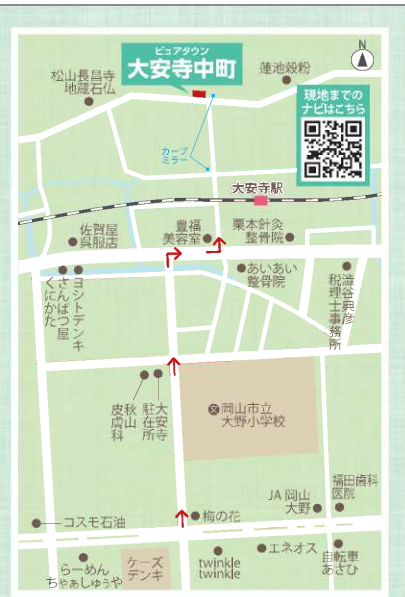 ピュアタウン
大安寺中町
N
松山長昌寺
地蔵石仏
蓮池穀粉
現地までの
ナビはこちら
カーブ
ミラー
大安寺駅
佐賀屋
呉服店
豊福
美容室
栗本針灸
整骨院
あいあい
整骨院
澁谷典彦
税理士事務所
ヨシトデンキ
さんぱつ屋
くにかた
大安寺
駐在所
秋山
皮膚科
文
岡山市立
大野小学校
福田歯科
医院
JA 岡山
大野
梅の花
コスモ石油
エネオス
らーめん
ちゃぁしゅうや
ケーズ
デンキ
twinkle
twinkle
自転車
あさひ